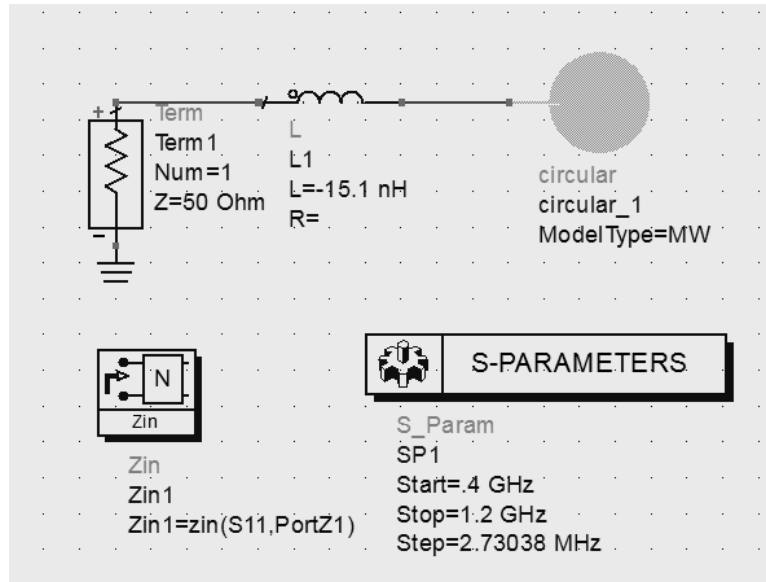 +
Term
Term1
Num=1
Z=50 Ohm
-
L
L1
L=-15.1 nH
R=
circular
circular_1
ModelType=MW
N
Zin
Zin
Zin1
Zin1=zin(S11,PortZ1)
S-PARAMETERS
S_Param
SP1
Start=.4 GHz
Stop=1.2 GHz
Step=2.73038 MHz